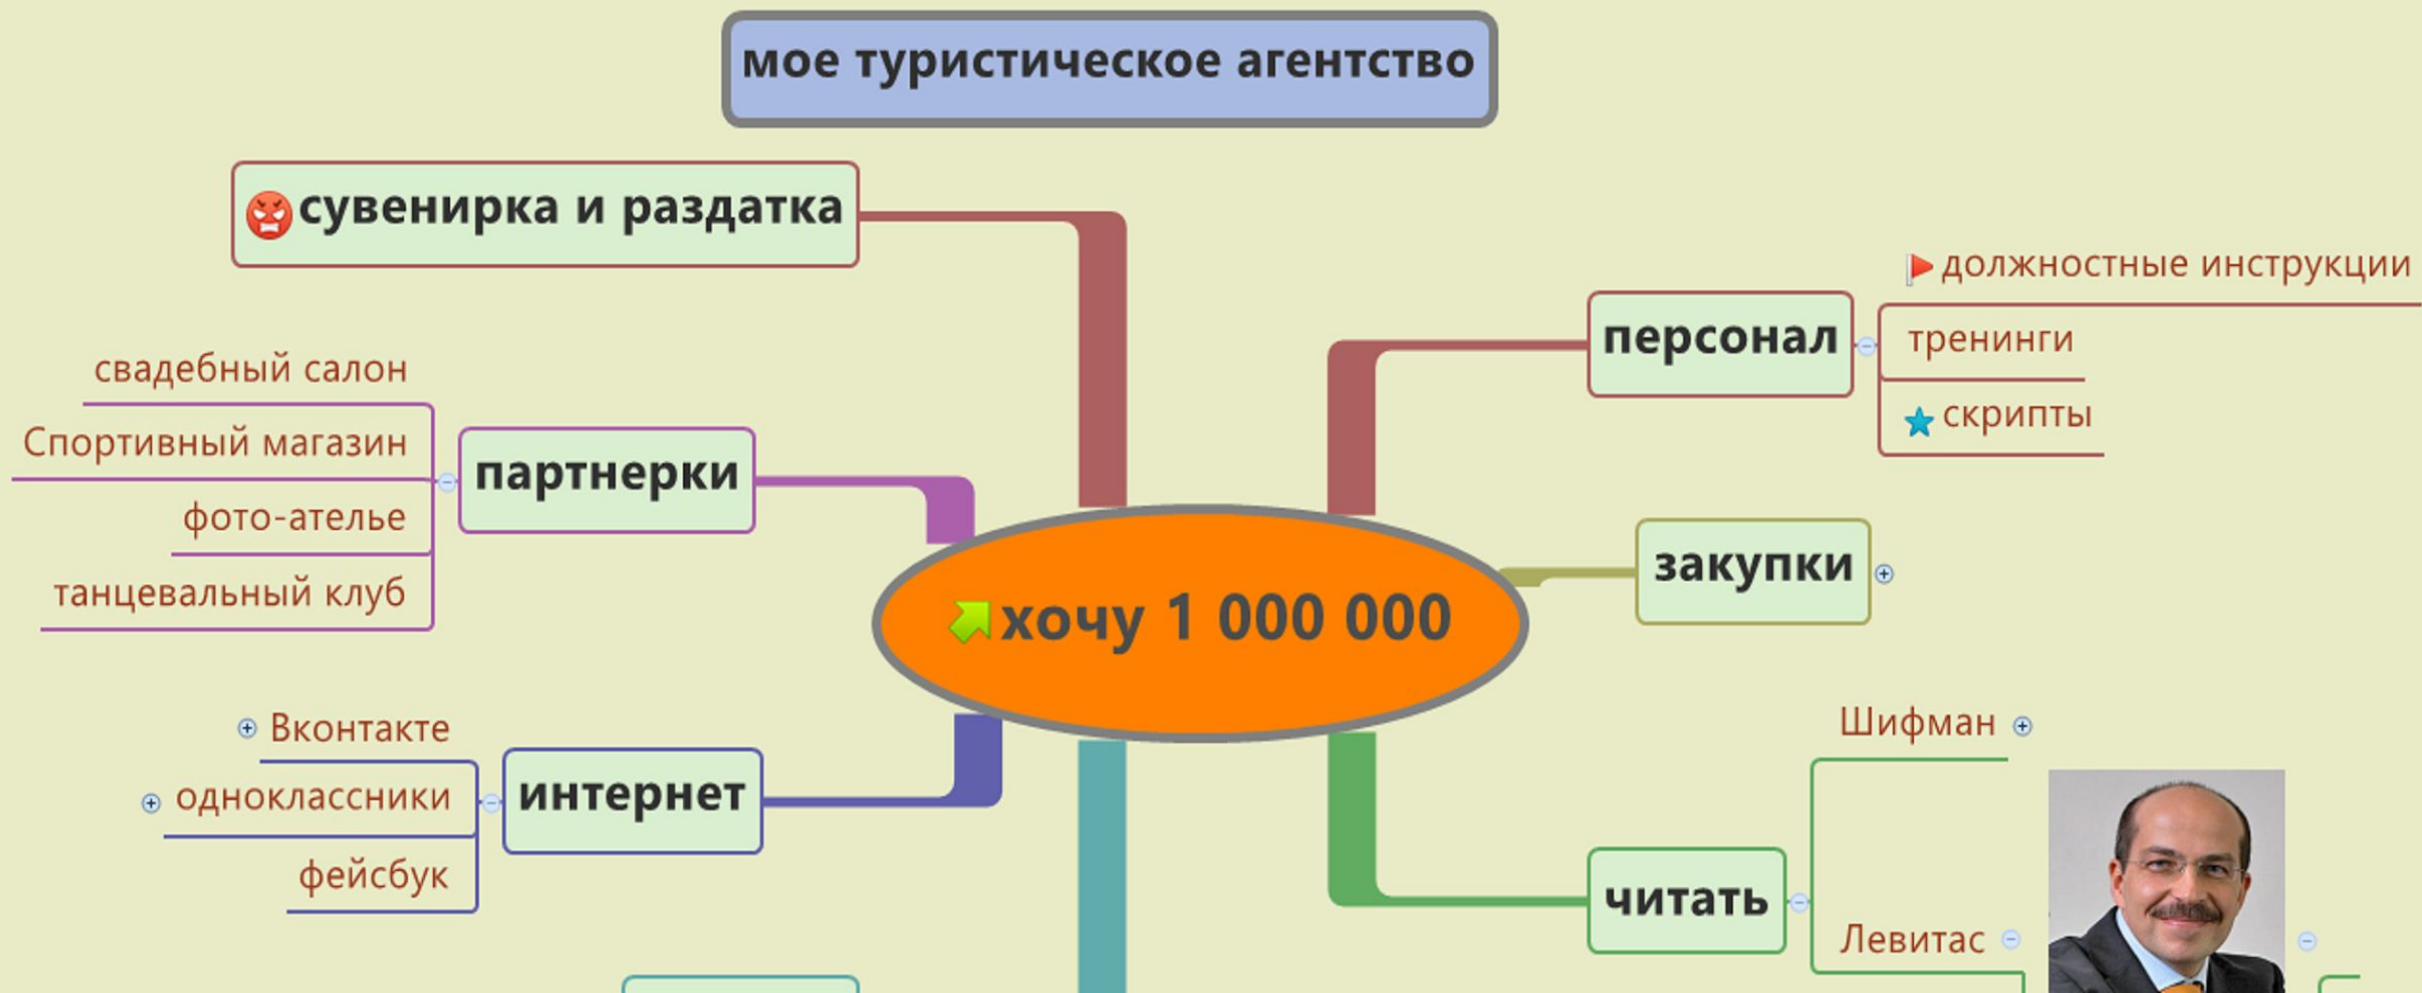 мое туристическое агентство
сувенирка и раздатка
свадебный салон
Спортивный магазин
фото-ателье
танцевальный клуб
партнерки
Вконтакте
одноклассники
фейсбук
интернет
хочу 1 000 000
персонал
должностные инструкции
тренинги
скрипты
закупки
читать
Шифман
Левитас